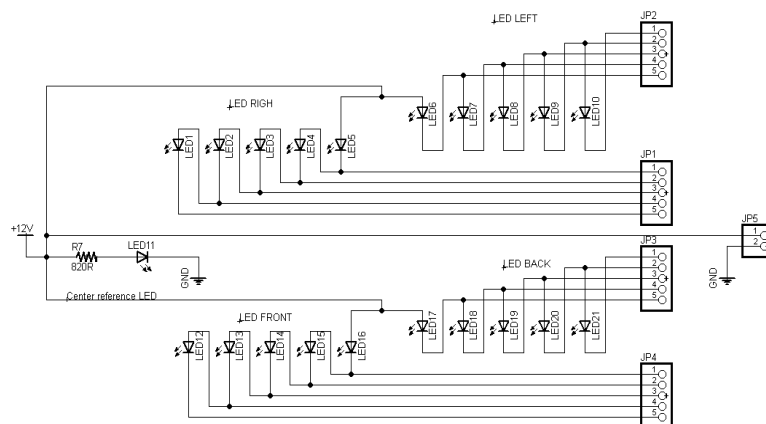 LED LEFT
JP2
1
2
3
4
5
LED RIGH
LED1
LED2
LED3
LED4
LED5
LED6
LED7
LED8
LED9
LED10
JP1
1
2
3
4
5
+12V
R7
820R
LED11
GND
Center reference LED
JP5
1
2
GND
JP3
1
2
3
4
5
LED BACK
LED FRONT
LED12
LED13
LED14
LED15
LED16
LED17
LED18
LED19
LED20
LED21
JP4
1
2
3
4
5